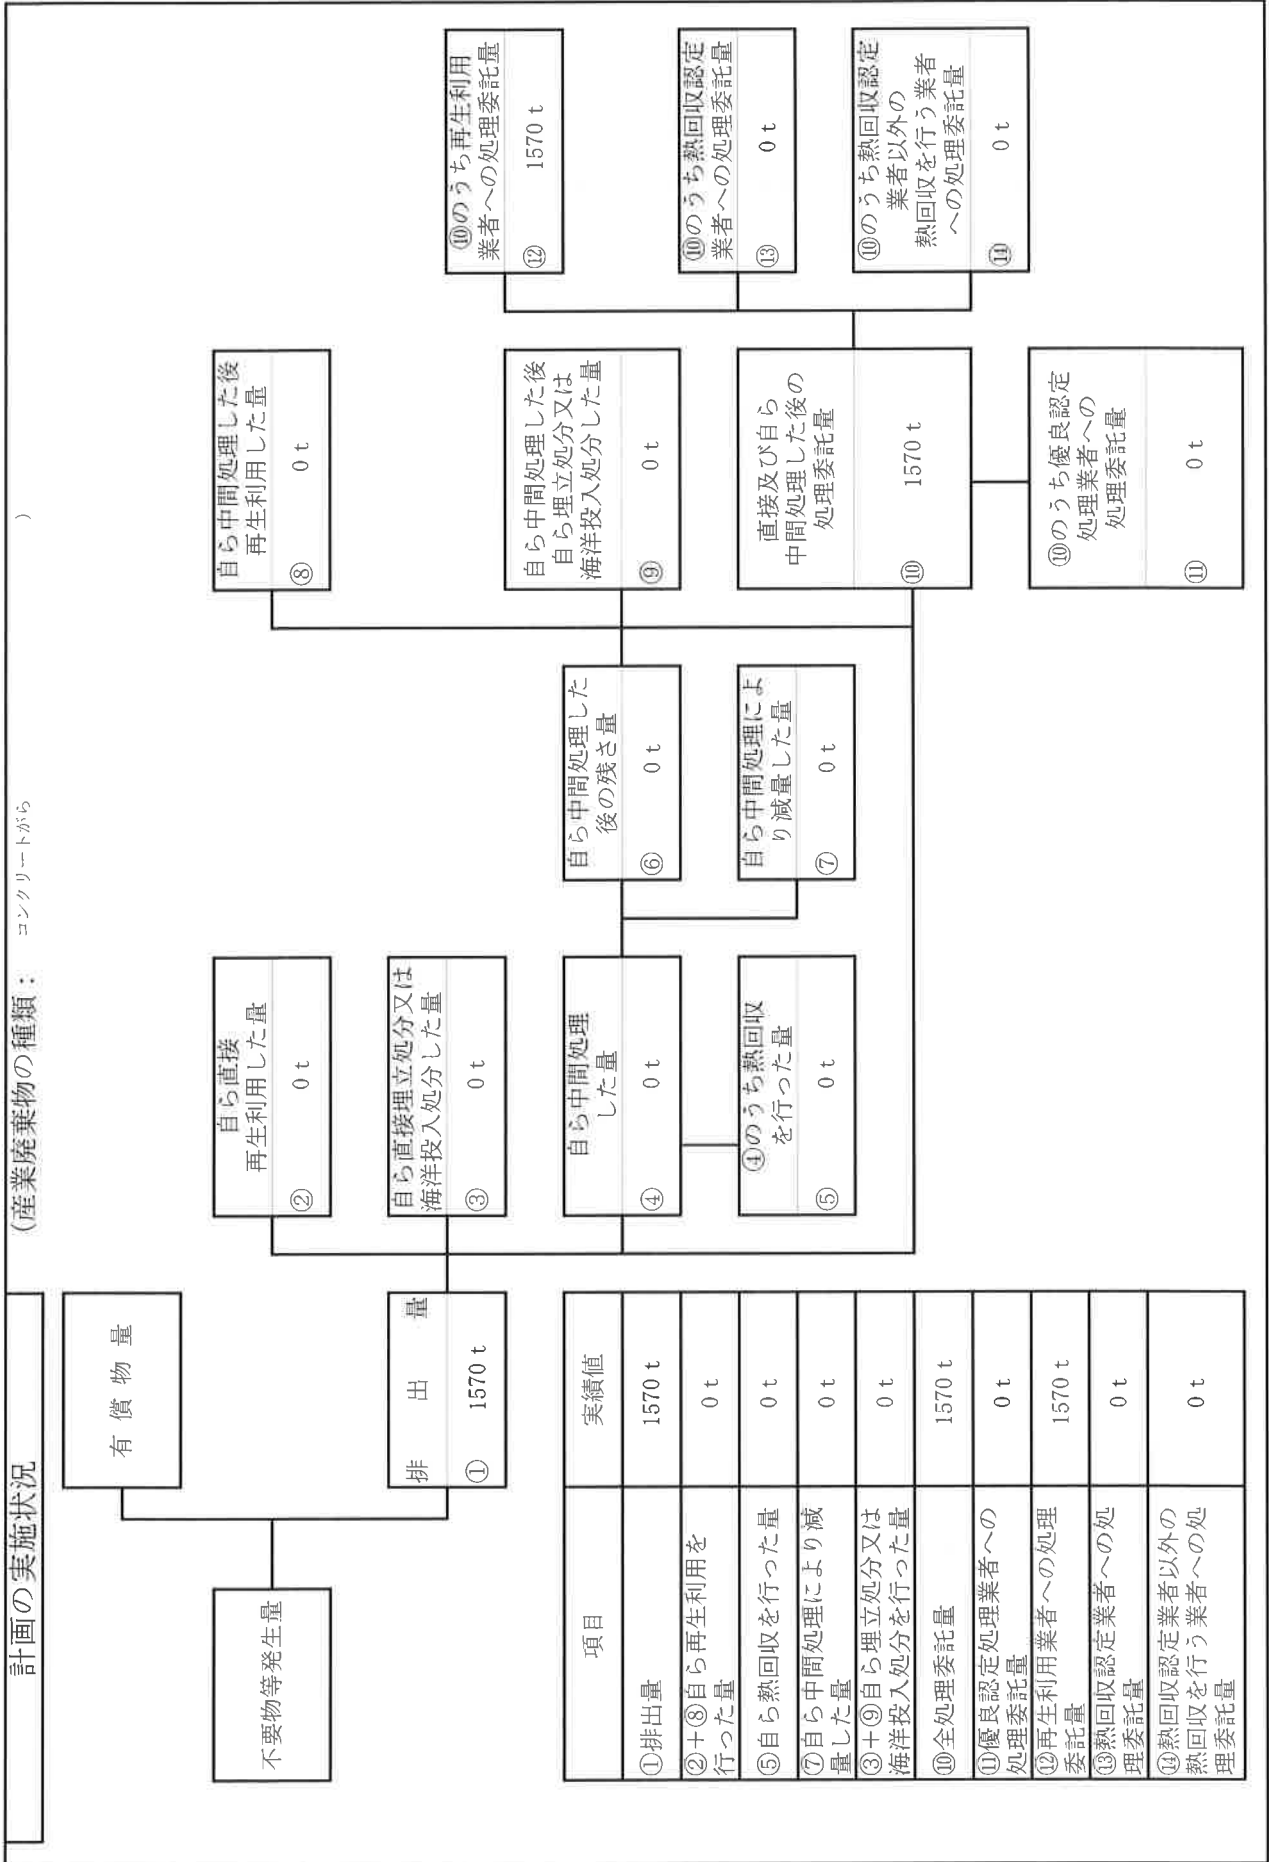 計画の実施状況
(産業廃棄物の種類： コンクリートがら )
不要物等発生量
有償物量
排出量
① 1570 t
自ら直接
再生利用した量
② 0 t
自ら直接埋立処分又は
海洋投入処分した量
③ 0 t
自ら中間処理
した量
④ 0 t
④のうち熱回収
を行った量
⑤ 0 t
自ら中間処理した
後の残さ量
⑥ 0 t
自ら中間処理によ
り減量した量
⑦ 0 t
自ら中間処理した後
再生利用した量
⑧ 0 t
自ら中間処理した後
自ら埋立処分又は
海洋投入処分した量
⑨ 0 t
直接及び自ら
中間処理した後の
処理委託量
⑩ 1570 t
⑩のうち優良認定
処理業者への
処理委託量
⑪ 0 t
⑩のうち再生利用
業者への処理委託量
⑫ 1570 t
⑩のうち熱回収認定
業者への処理委託量
⑬ 0 t
⑩のうち熱回収認定
業者以外の
熱回収を行う業者
への処理委託量
⑭ 0 t
項目 実績値
①排出量 1570 t
②＋⑧自ら再生利用を
行った量 0 t
⑤自ら熱回収を行った量 0 t
⑦自ら中間処理により減
量した量 0 t
③＋⑨自ら埋立処分又は
海洋投入処分を行った量 0 t
⑩全処理委託量 1570 t
⑪優良認定処理業者への
処理委託量 0 t
⑫再生利用業者への処理
委託量 1570 t
⑬熱回収認定業者への処
理委託量 0 t
⑭熱回収認定業者以外の
熱回収を行う業者への処
理委託量 0 t